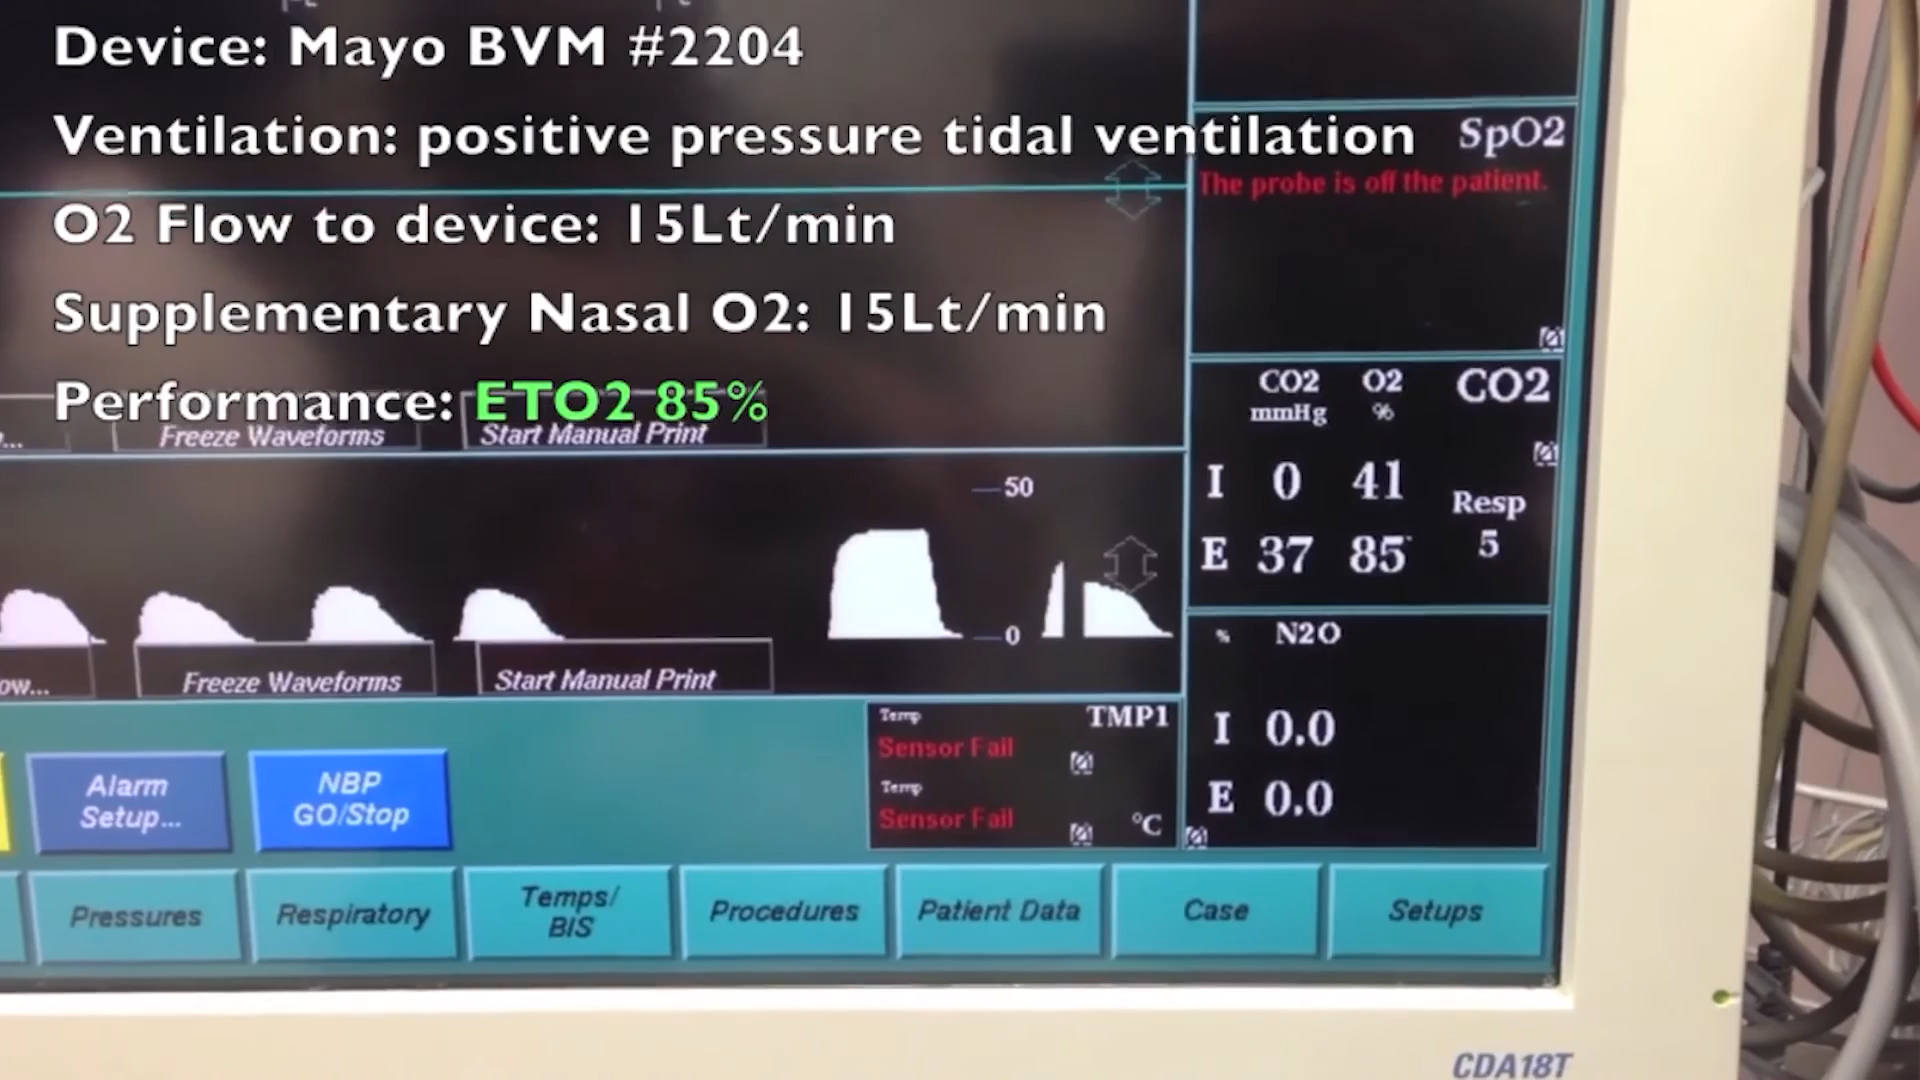 Device: Mayo BVM #2204
Ventilation: positive pressure tidal ventilation
SpO2
The probe is off the patient.
O2 Flow to device: 15Lt/min
Supplementary Nasal O2: 15Lt/min
Performance: ETO2 85%
Freeze Waveforms
Start Manual Print
CO2 O2 CO2
mmHg %
50
I 0 41
Resp
E 37 85 5
0
% N2O
ow...
Freeze Waveforms
Start Manual Print
Temp TMP1
Sensor Fail
Temp
Sensor Fail
°C
I 0.0
E 0.0
Alarm
Setup...
NBP
GO/Stop
Pressures
Respiratory
Temps/
BIS
Procedures
Patient Data
Case
Setups
CDA18T